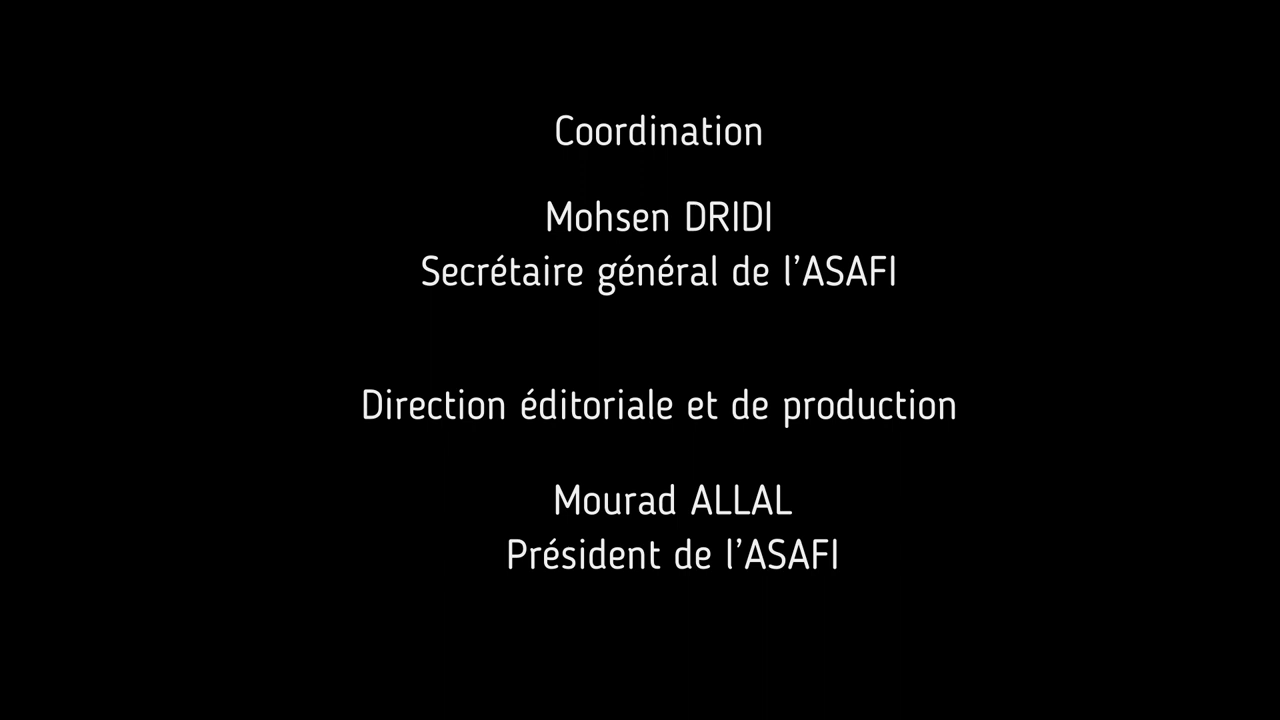 Coordination
Mohsen DRIDI
Secrétaire général de l’ASAFI
Direction éditoriale et de production
Mourad ALLAL
Président de l’ASAFI